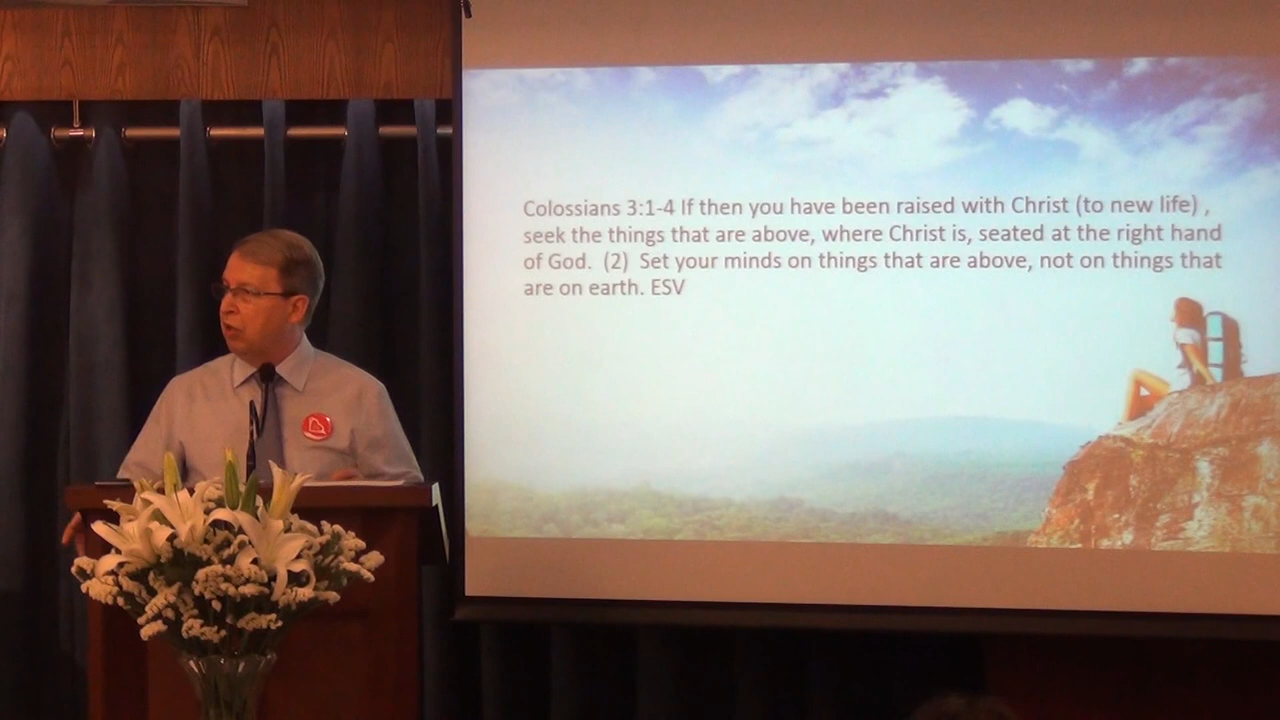 Colossians 3:1-4 If then you have been raised with Christ (to new life) ,
seek the things that are above, where Christ is, seated at the right hand
of God.  (2)  Set your minds on things that are above, not on things that
are on earth. ESV